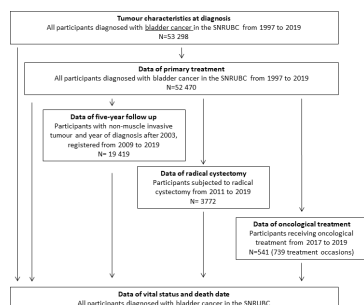 Tumour characteristics at diagnosis
All participants diagnosed with bladder cancer in the SNRUBC from 1997 to 2019
N=53 298
Data of primary treatment
All participants diagnosed with bladder cancer in the SNRUBC from 1997 to 2019
N=52 470
Data of five-year follow up
Participants with non-muscle invasive
tumour and year of diagnosis after 2003,
registered from 2009 to 2019
N= 19 419
Data of radical cystectomy
Participants subjected to radical
cystectomy from 2011 to 2019
N= 3772
Data of oncological treatment
Participants receiving oncological
treatment from 2017 to 2019
N=541 (739 treatment occasions)
Data of vital status and death date
All participants diagnosed with bladder cancer in the SNRUBC